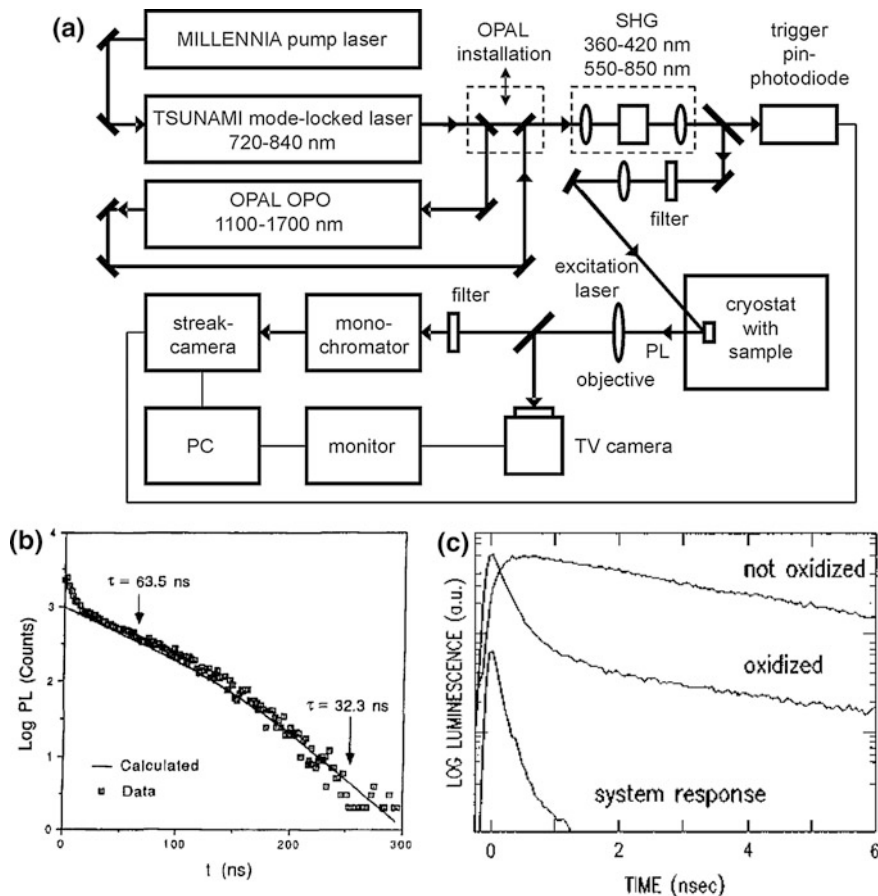 (a)
MILLENNIA pump laser
TSUNAMI mode-locked laser
720-840 nm
OPAL OPO
1100-1700 nm
OPAL
installation
SHG
360-420 nm
550-850 nm
trigger
pin-
photodiode
filter
excitation
laser
cryostat
with
sample
PL
objective
filter
mono-
chromator
streak-
camera
PC
monitor
TV camera
(b)
Log PL (Counts)
4
3
2
1
0
τ = 63.5 ns
τ = 32.3 ns
Calculated
Data
0
100
200
300
t (ns)
(c)
LOG LUMINESCENCE (a.u.)
not oxidized
oxidized
system response
0
2
4
6
TIME (nsec)